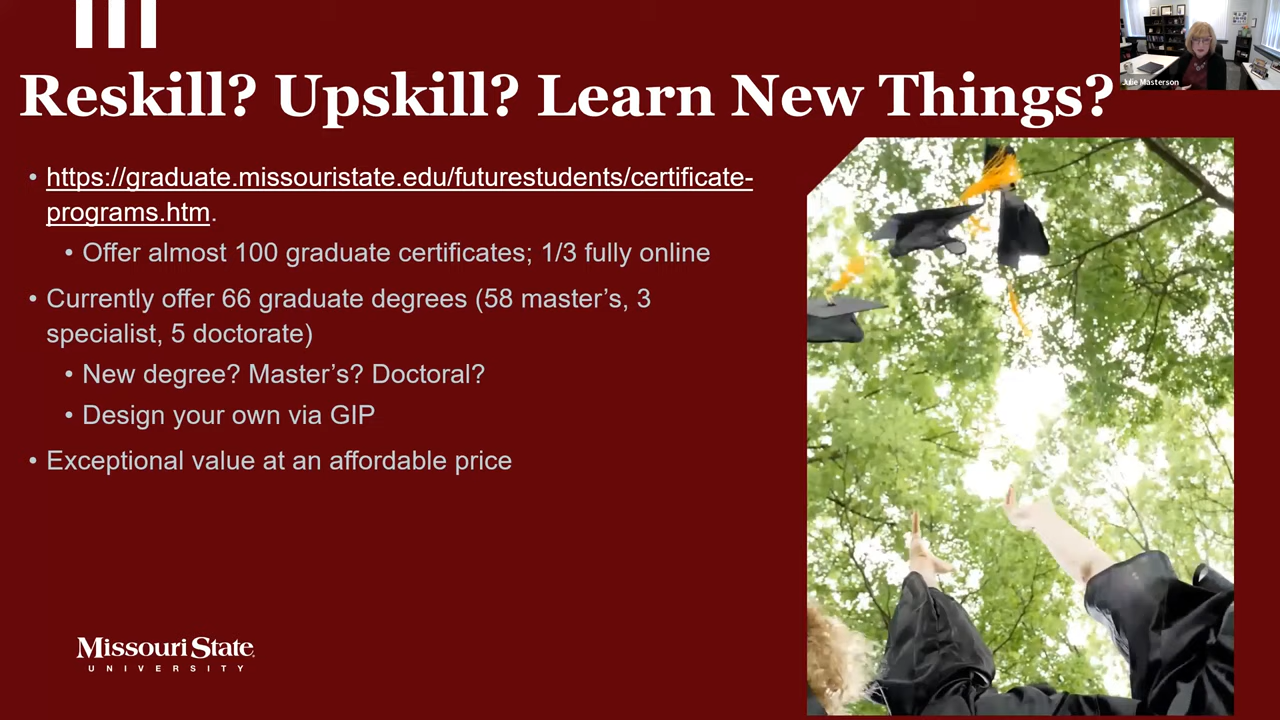 Julie Masterson
Reskill? Upskill? Learn New Things?
• https://graduate.missouristate.edu/futurestudents/certificate-
programs.htm.
• Offer almost 100 graduate certificates; 1/3 fully online
• Currently offer 66 graduate degrees (58 master’s, 3
specialist, 5 doctorate)
• New degree? Master’s? Doctoral?
• Design your own via GIP
• Exceptional value at an affordable price
Missouri State
UNIVERSITY